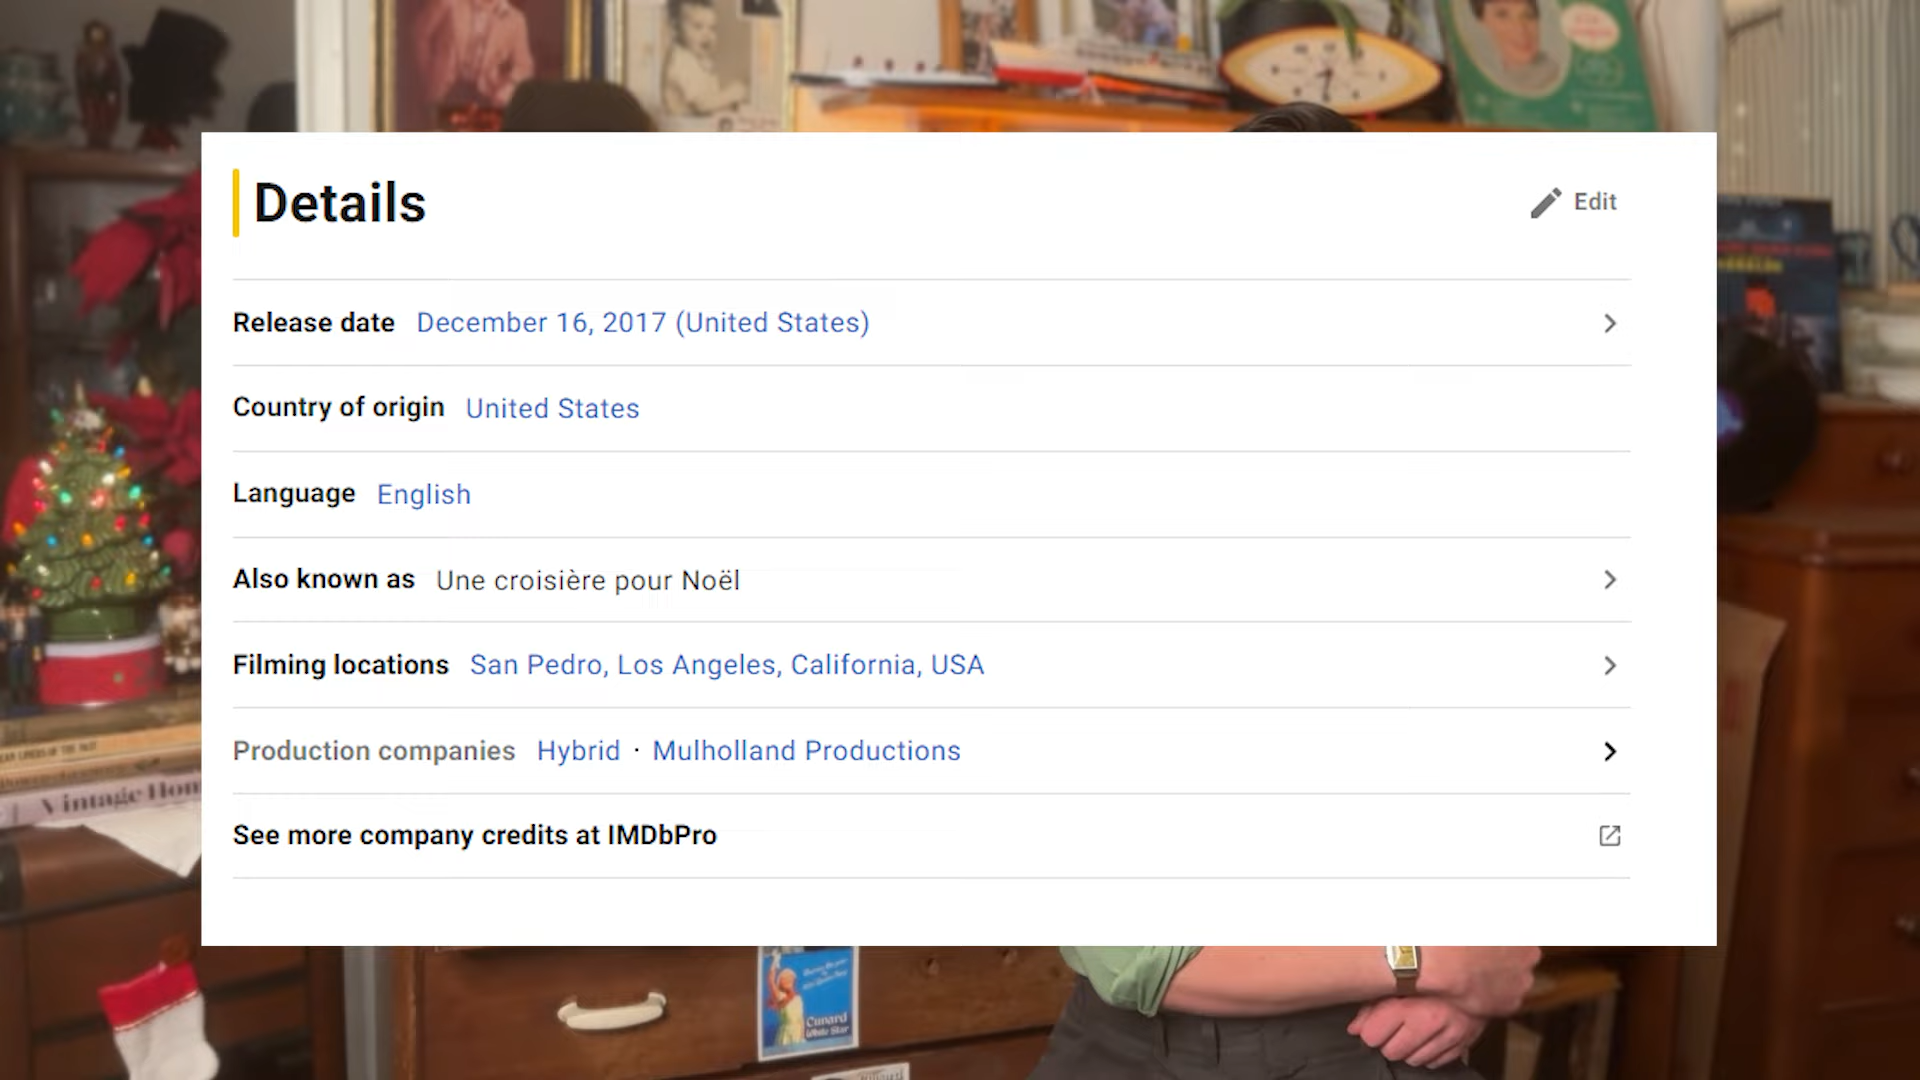 Details
Edit
Release date December 16, 2017 (United States)
Country of origin United States
Language English
Also known as Une croisière pour Noël
Filming locations San Pedro, Los Angeles, California, USA
Production companies Hybrid · Mulholland Productions
See more company credits at IMDbPro
Vintage Hom
Cunard
White Star